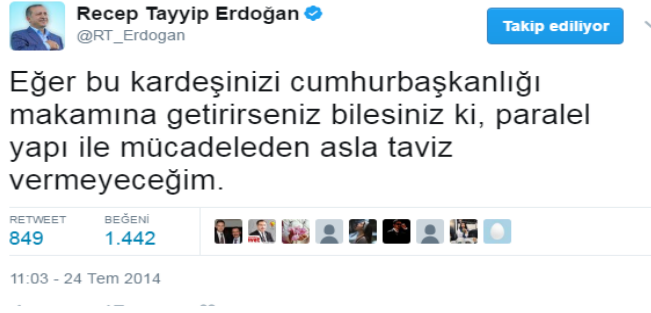 Recep Tayyip Erdoğan
@RT_Erdogan
Takip ediliyor
Eğer bu kardeşinizi cumhurbaşkanlığı
makamına getirirseniz bilesiniz ki, paralel
yapı ile mücadeleden asla taviz
vermeyeceğim.
RETWEET BEĞENİ
849 1.442
11:03 - 24 Tem 2014